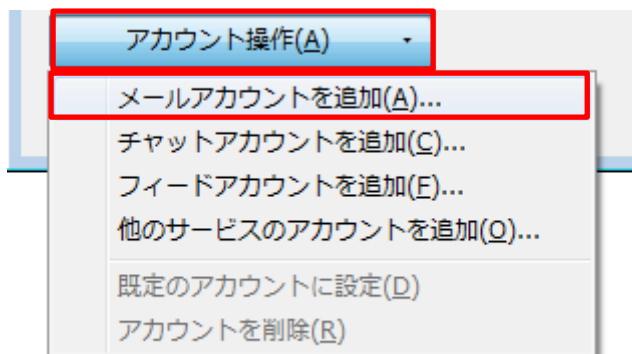 アカウント操作(A)
メールアカウントを追加(A)...
チャットアカウントを追加(C)...
フィードアカウントを追加(F)...
他のサービスのアカウントを追加(O)...
既定のアカウントに設定(D)
アカウントを削除(R)